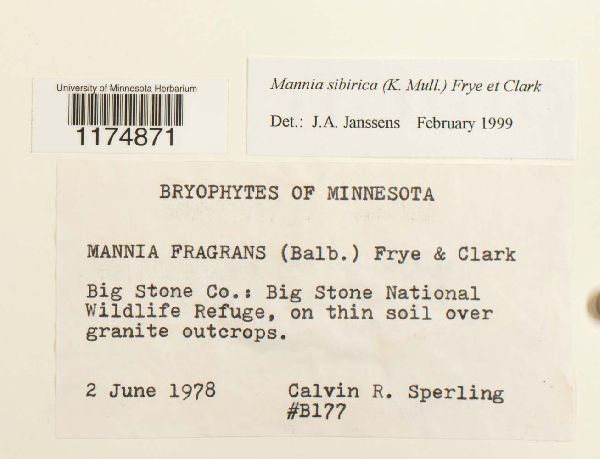 University of Minnesota Herbarium
1174871
Mannia sibirica (K. Mull.) Frye et Clark
Det.: J.A. Janssens February 1999
BRYOPHYTES OF MINNESOTA
MANNIA FRAGRANS (Balb.) Frye & Clark
Big Stone Co.: Big Stone National
Wildlife Refuge, on thin soil over
granite outcrops.
2 June 1978 Calvin R. Sperling
#B177